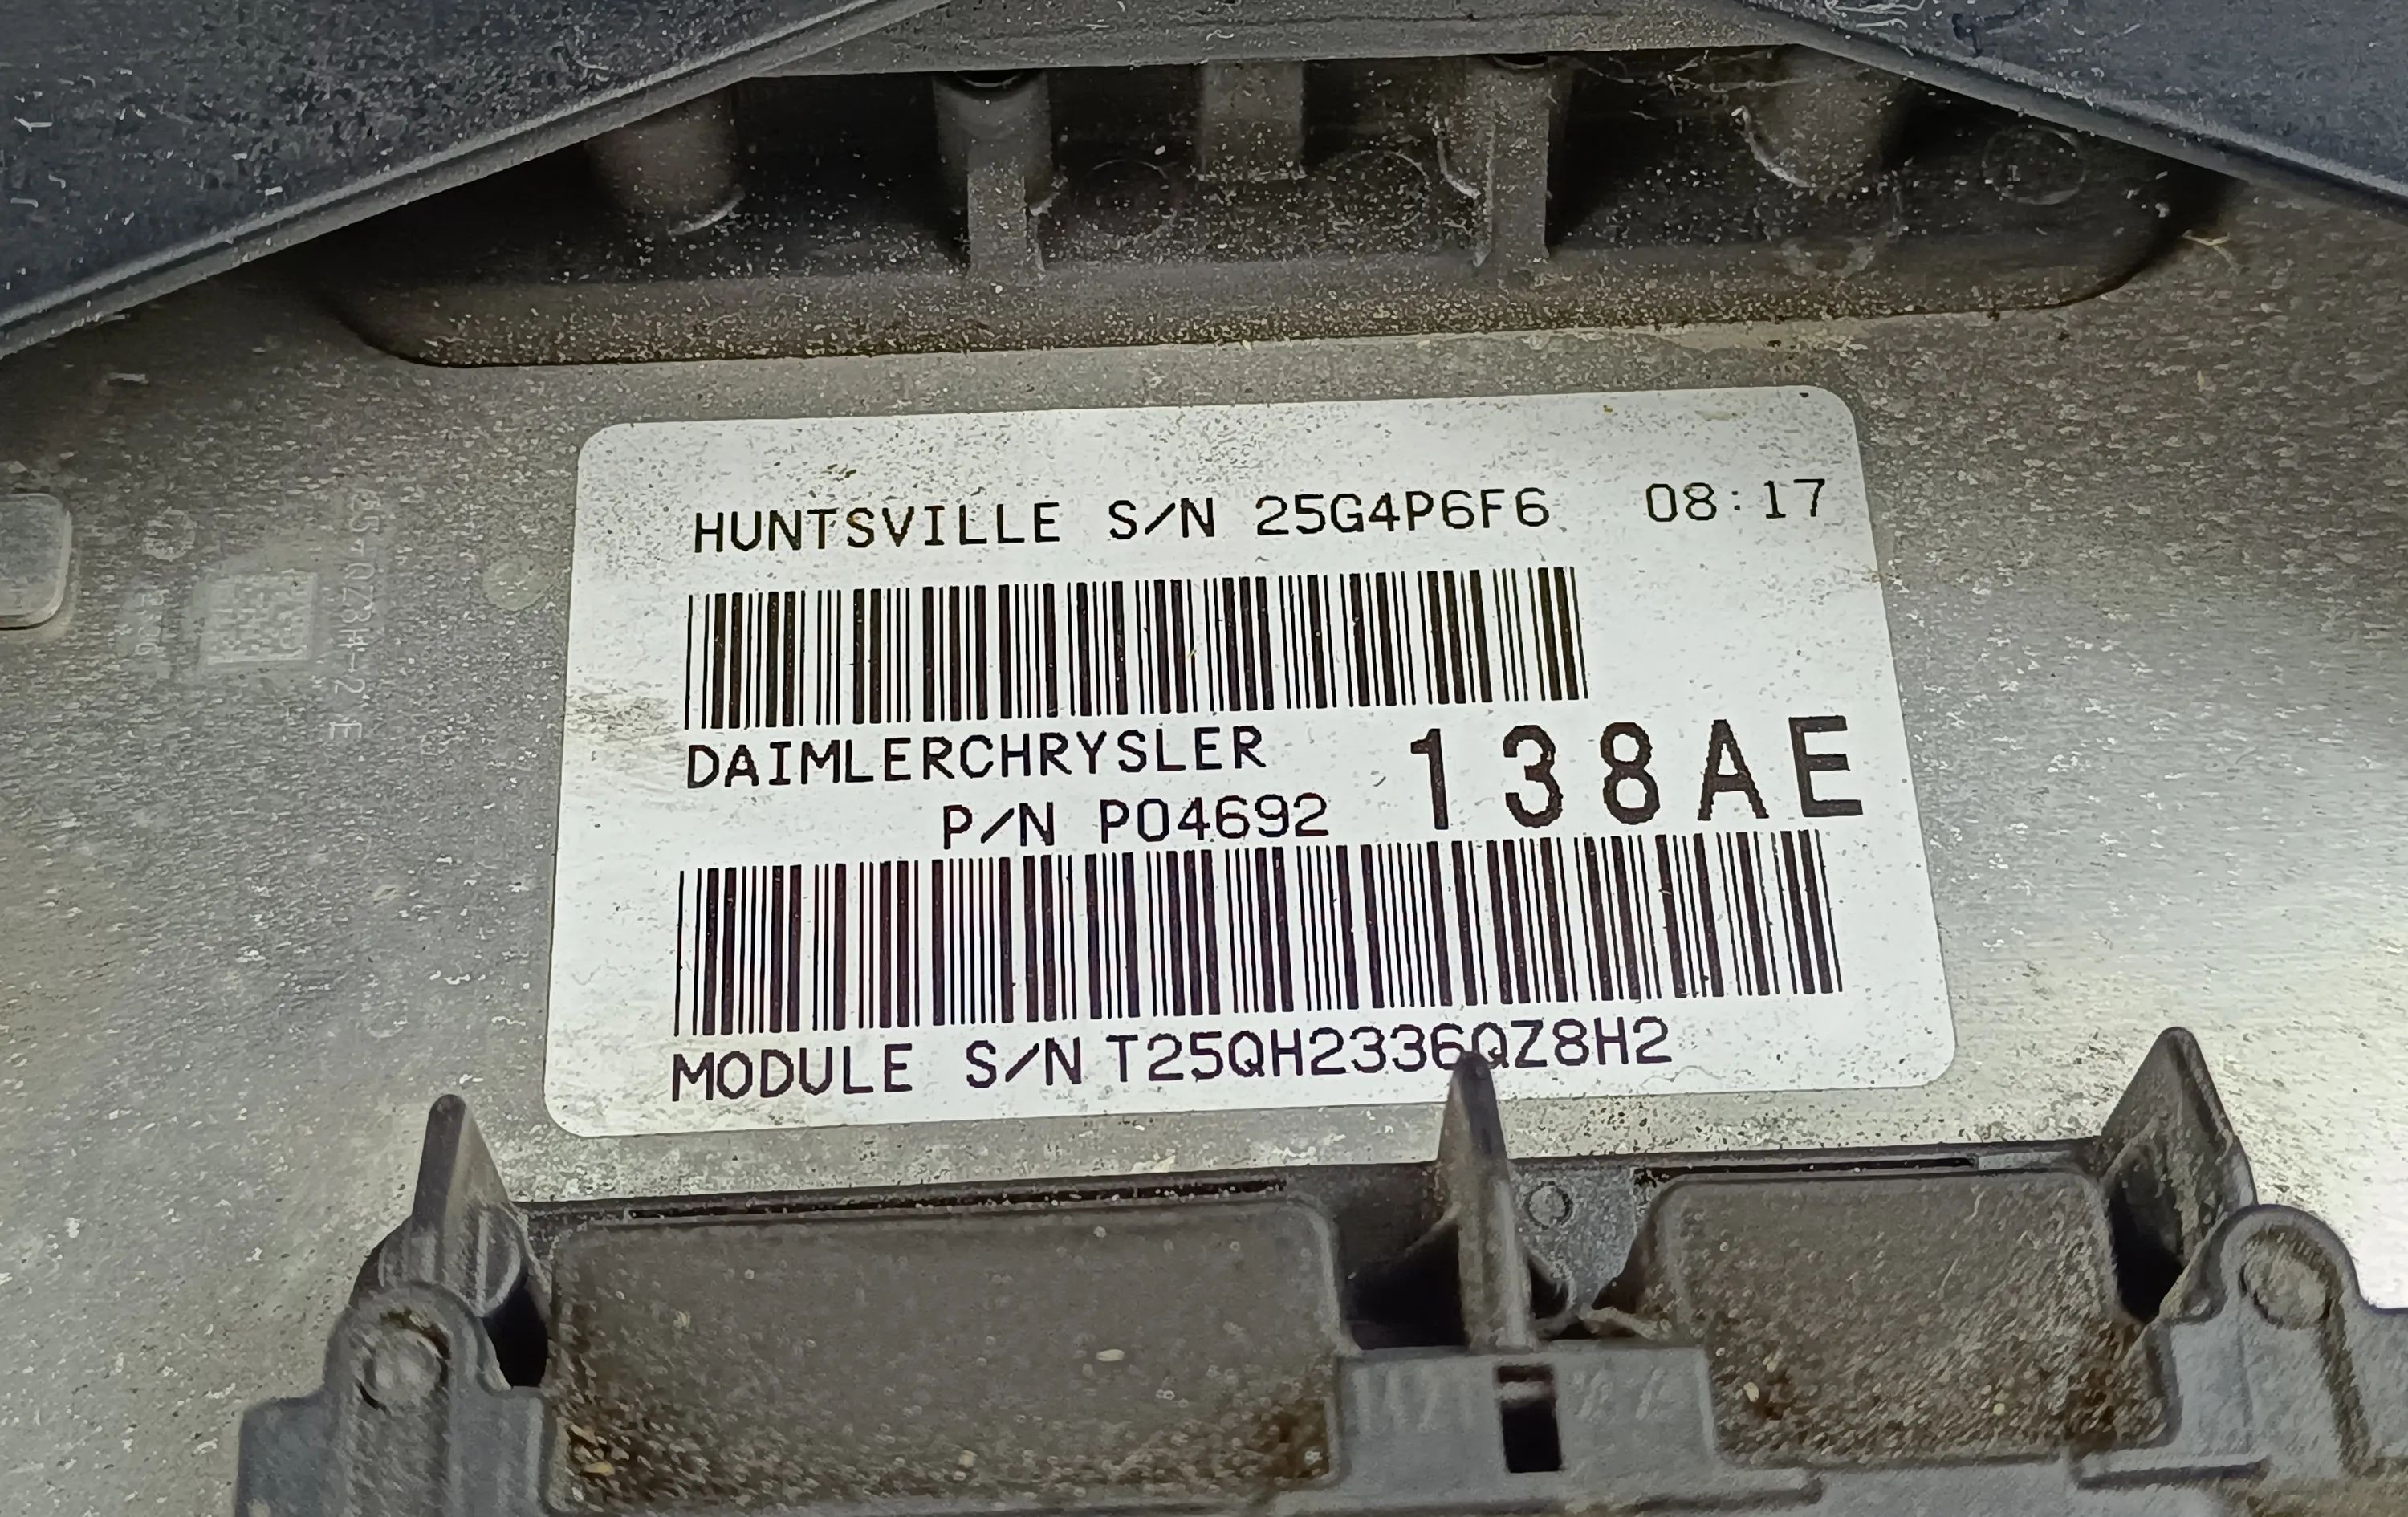 HUNTSVILLE S/N 25G4P6F6 08:17
DAIMLERCHRYSLER
P/N P04692 138AE
MODULE S/N T25QH2336QZ8H2